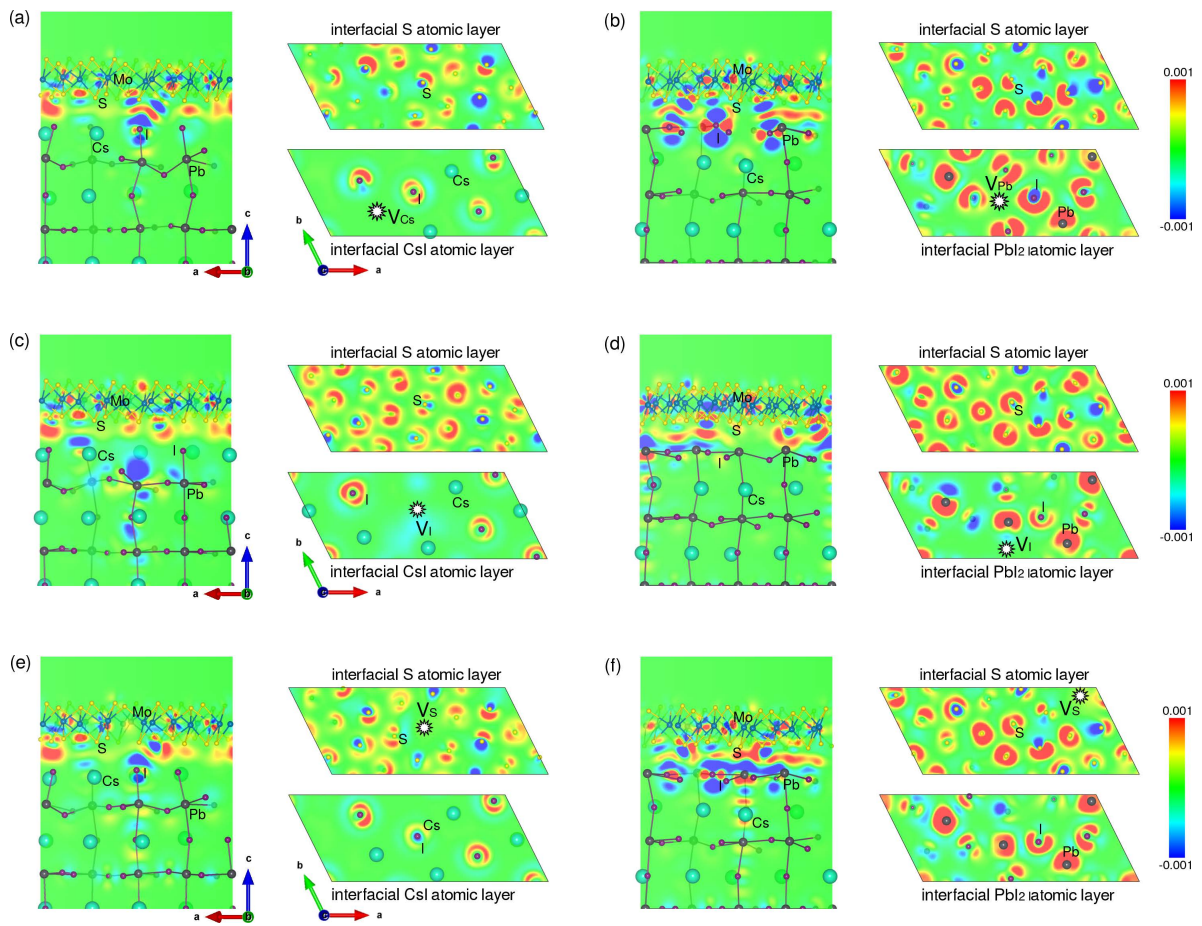 (a)
Mo
S
I
Cs
Pb
c
a
b
interfacial S atomic layer
S
Cs
I
VCs
b
interfacial CsI atomic layer
c
a
(b)
Mo
S
I
Cs
Pb
interfacial S atomic layer
S
VPb
I
Pb
interfacial PbI2 atomic layer
0.001
-0.001
(c)
Mo
S
Cs
I
Pb
c
a
b
interfacial S atomic layer
S
I
Cs
VI
b
interfacial CsI atomic layer
c
a
(d)
Mo
S
I
Pb
Cs
interfacial S atomic layer
S
I
Pb
VI
interfacial PbI2 atomic layer
0.001
-0.001
(e)
Mo
S
Cs
I
Pb
c
a
b
interfacial S atomic layer
VS
S
Cs
I
b
interfacial CsI atomic layer
c
a
(f)
Mo
S
I
Pb
Cs
interfacial S atomic layer
VS
S
I
Pb
interfacial PbI2 atomic layer
0.001
-0.001